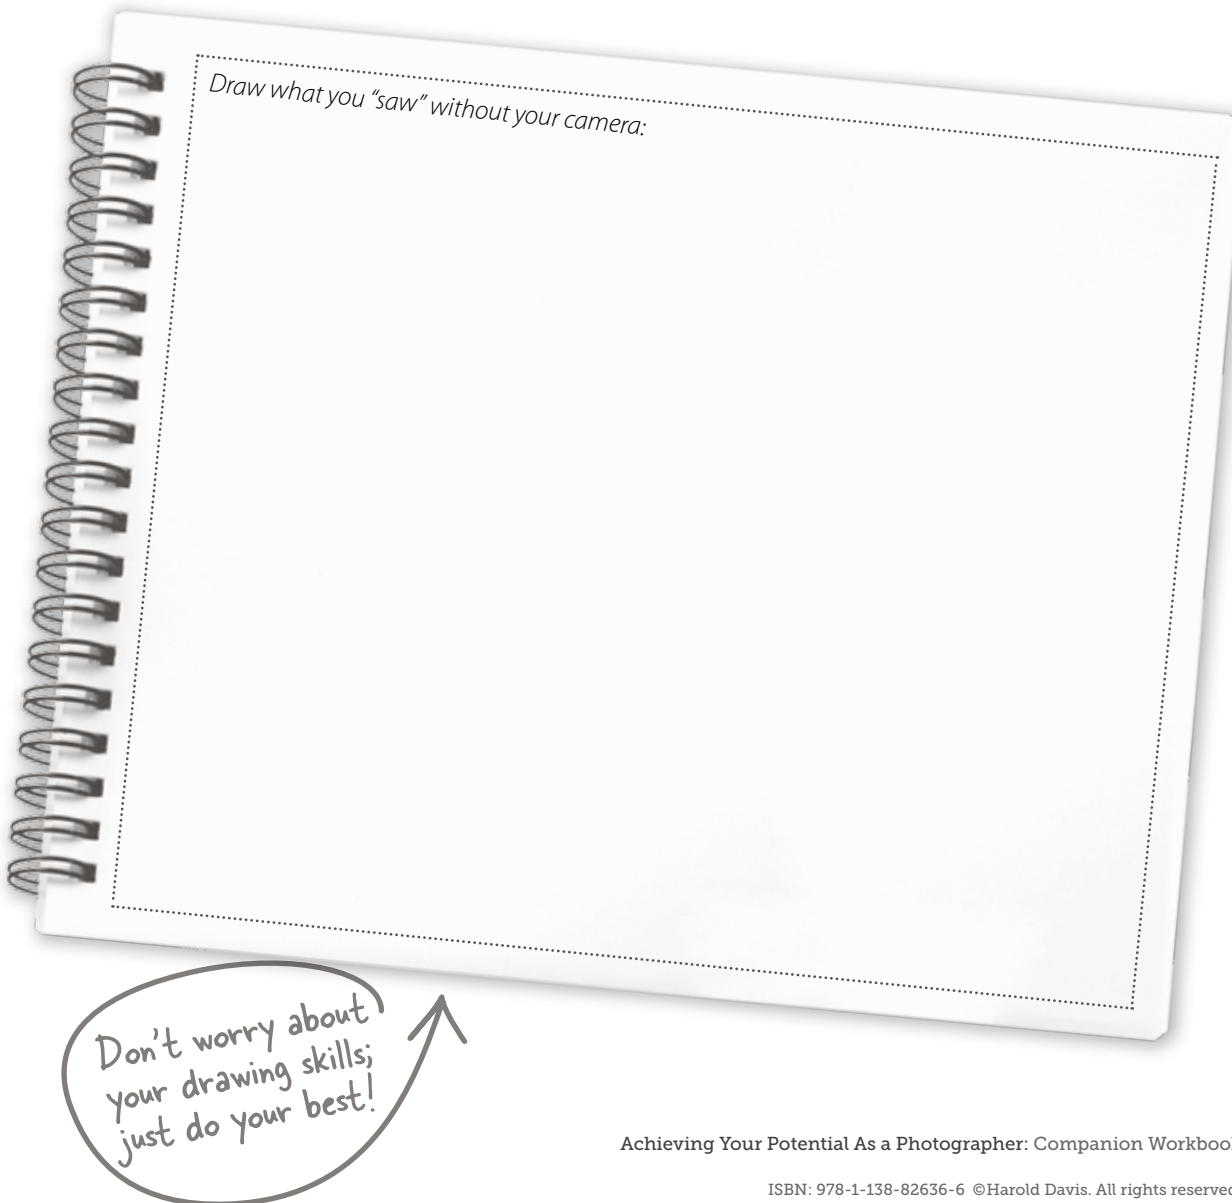 Draw what you “saw” without your camera:
Don't worry about
your drawing skills;
just do your best!
Achieving Your Potential As a Photographer: Companion Workbook
ISBN: 978-1-138-82636-6 ©Harold Davis. All rights reserved